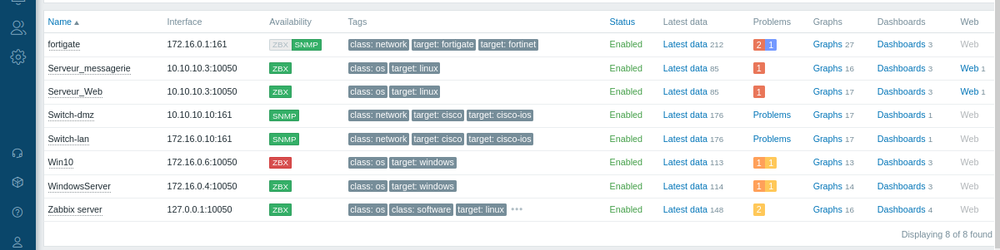 Name Interface Availability Tags Status Latest data Problems Graphs Dashboards Web
fortigate 172.16.0.1:161 ZBX SNMP class: network target: fortigate target: fortinet Enabled Latest data 212 2 1 Graphs 27 Dashboards 3 Web
Serveur_messagerie 10.10.10.3:10050 ZBX class: os target: linux Enabled Latest data 85 1 Graphs 16 Dashboards 3 Web 1
Serveur_Web 10.10.10.3:10050 ZBX class: os target: linux Enabled Latest data 85 1 Graphs 17 Dashboards 3 Web 1
Switch-dmz 10.10.10.10:161 SNMP class: network target: cisco target: cisco-ios Enabled Latest data 176 Problems Graphs 17 Dashboards 1 Web
Switch-lan 172.16.0.10:161 SNMP class: network target: cisco target: cisco-ios Enabled Latest data 176 Problems Graphs 17 Dashboards 1 Web
Win10 172.16.0.6:10050 ZBX class: os target: windows Enabled Latest data 113 1 1 Graphs 13 Dashboards 3 Web
WindowsServer 172.16.0.4:10050 ZBX class: os target: windows Enabled Latest data 114 1 1 Graphs 14 Dashboards 3 Web
Zabbix server 127.0.0.1:10050 ZBX class: os class: software target: linux ••• Enabled Latest data 148 2 Graphs 16 Dashboards 4 Web
Displaying 8 of 8 found